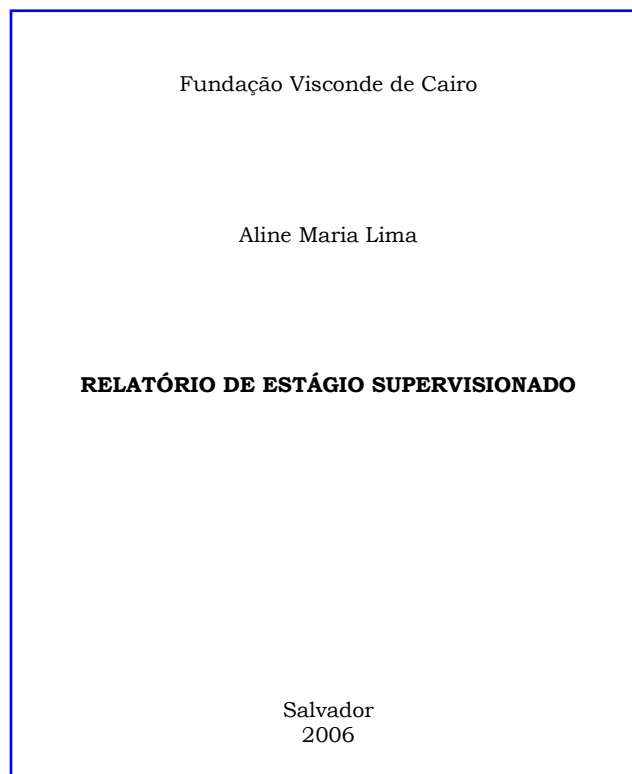 Fundação Visconde de Cairo
Aline Maria Lima
RELATÓRIO DE ESTÁGIO SUPERVISIONADO
Salvador
2006